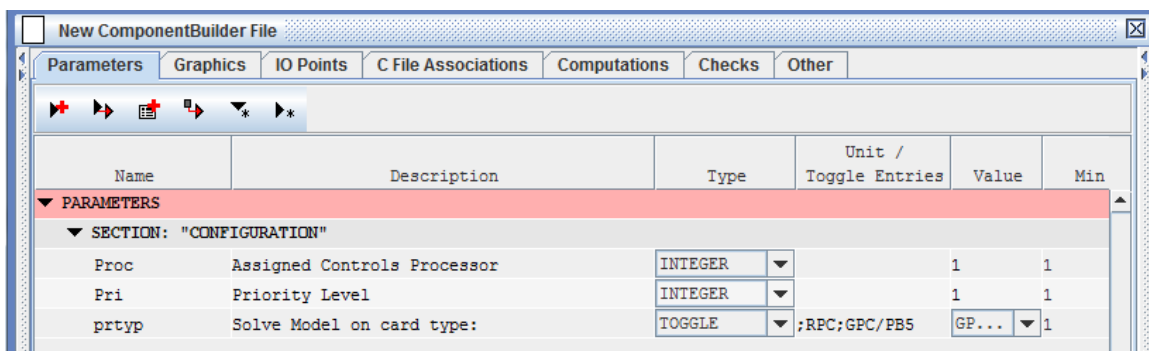 New ComponentBuilder File
Parameters Graphics IO Points C File Associations Computations Checks Other
Unit /
Name Description Type Toggle Entries Value Min
PARAMETERS
SECTION: "CONFIGURATION"
Proc Assigned Controls Processor INTEGER 1 1
Pri Priority Level INTEGER 1 1
prtyp Solve Model on card type: TOGGLE ;RPC;GPC/PB5 GP... 1